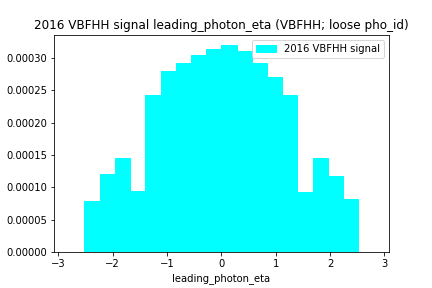 2016 VBFHH signal leading_photon_eta (VBFHH; loose pho_id)
2016 VBFHH signal
0.00030
0.00025
0.00020
0.00015
0.00010
0.00005
0.00000
−3 −2 −1 0 1 2 3
leading_photon_eta